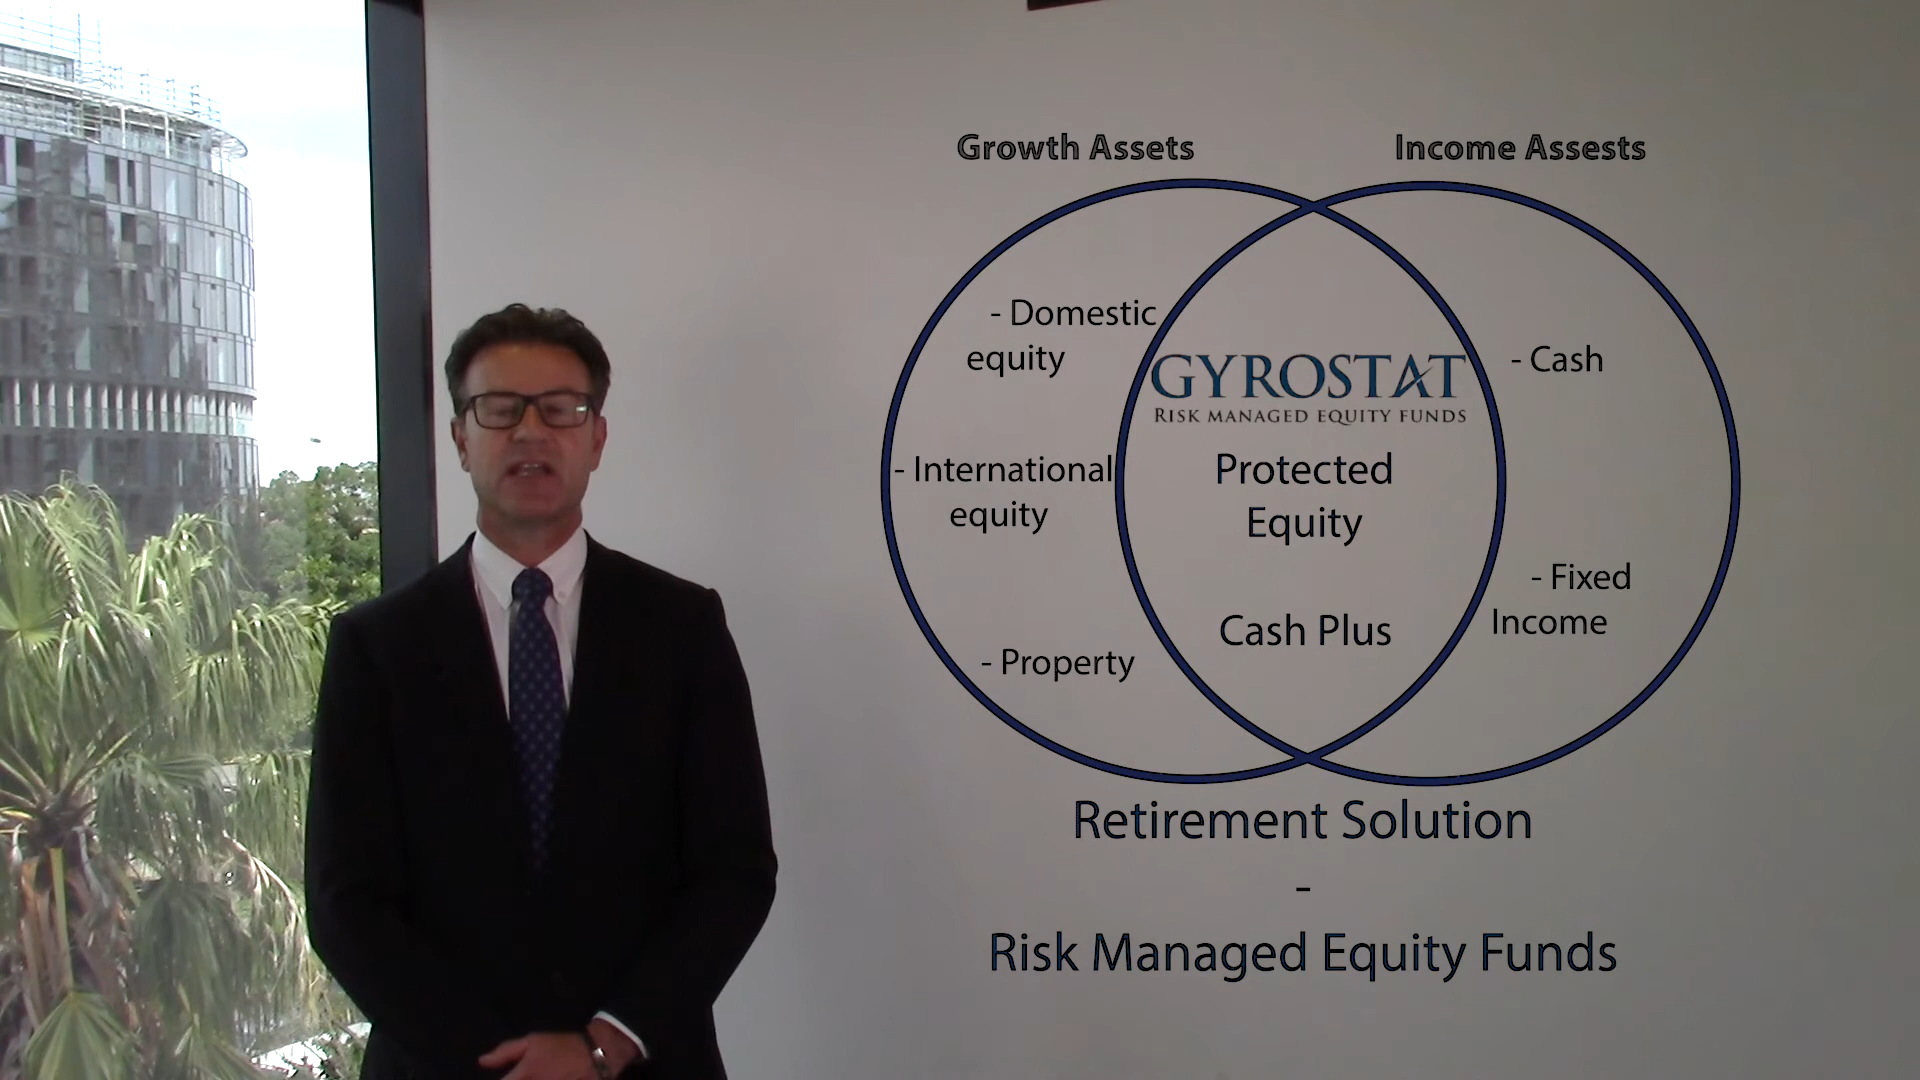 Growth Assets
Income Assests
- Domestic
equity
- International
equity
- Property
GYROSTAT
RISK MANAGED EQUITY FUNDS
Protected
Equity
Cash Plus
- Cash
- Fixed
Income
Retirement Solution
-
Risk Managed Equity Funds